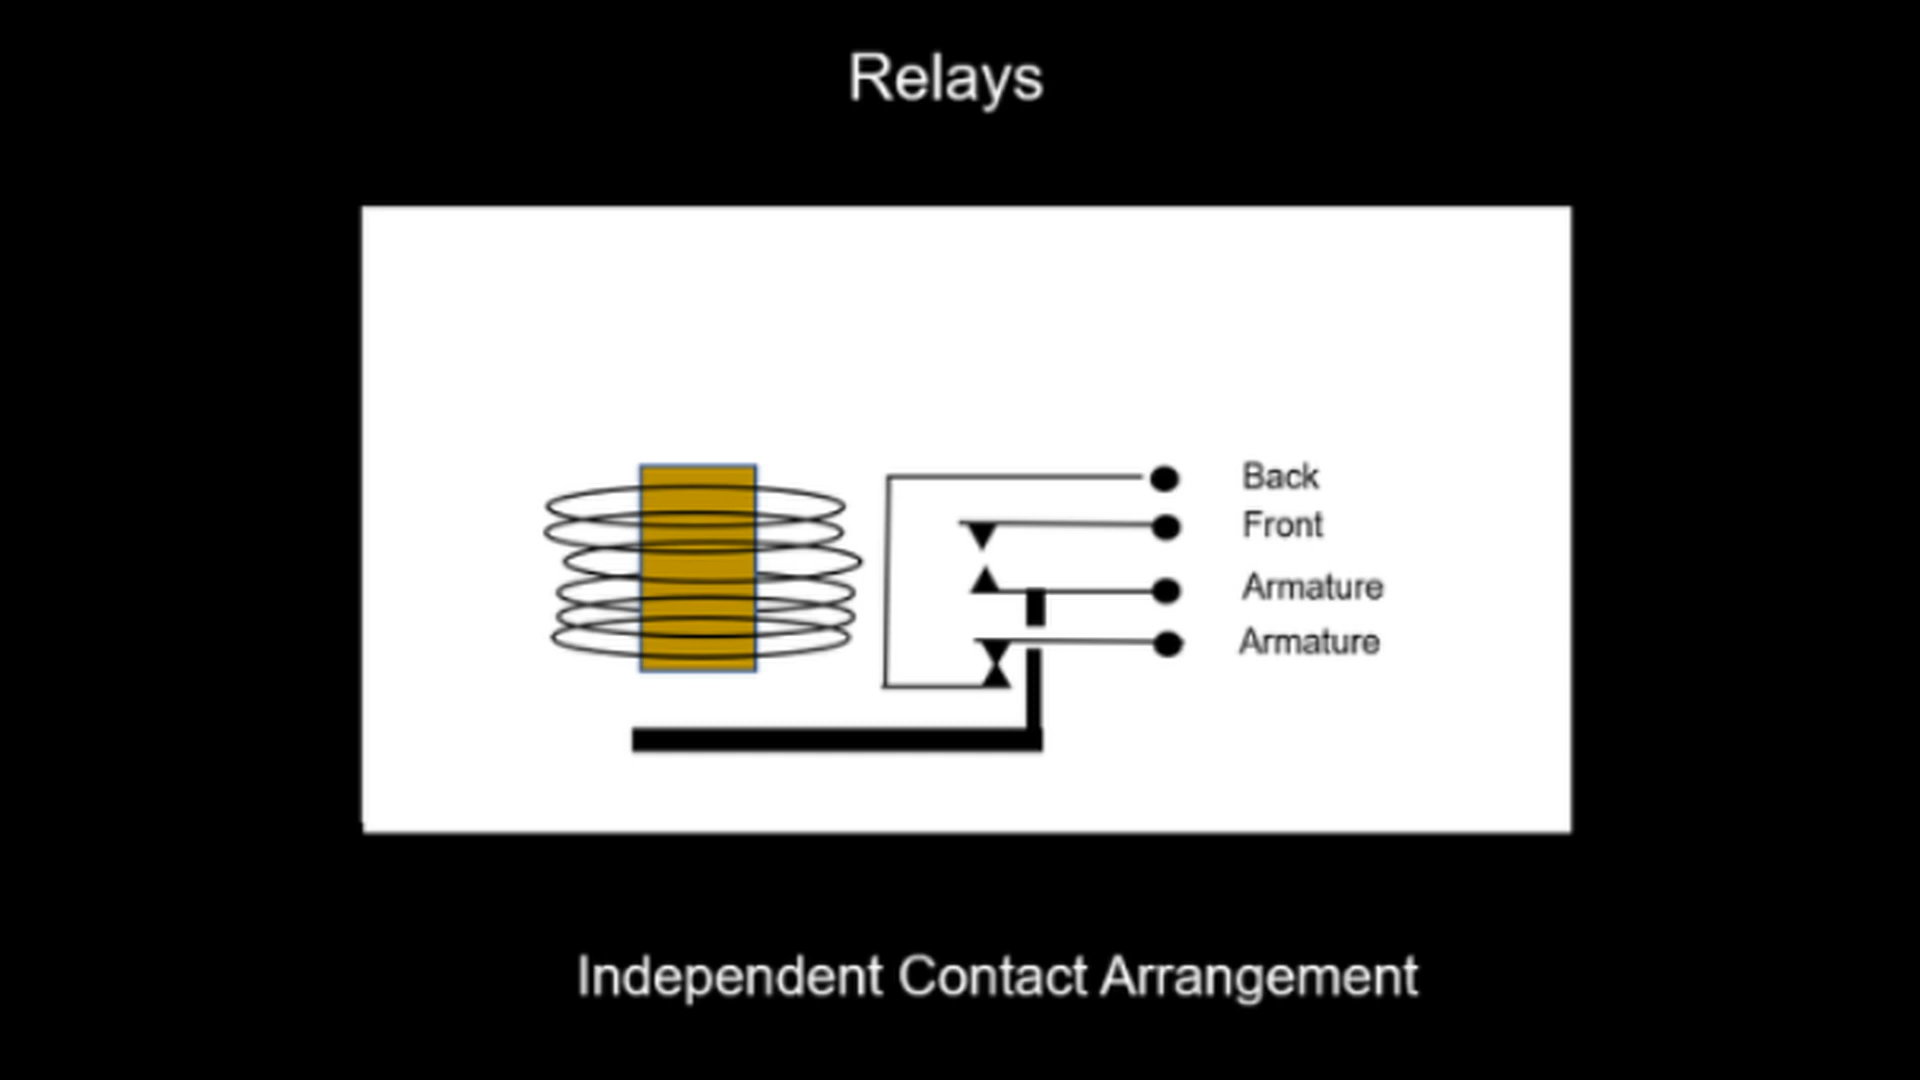 Relays
Back
Front
Armature
Armature
Independent Contact Arrangement